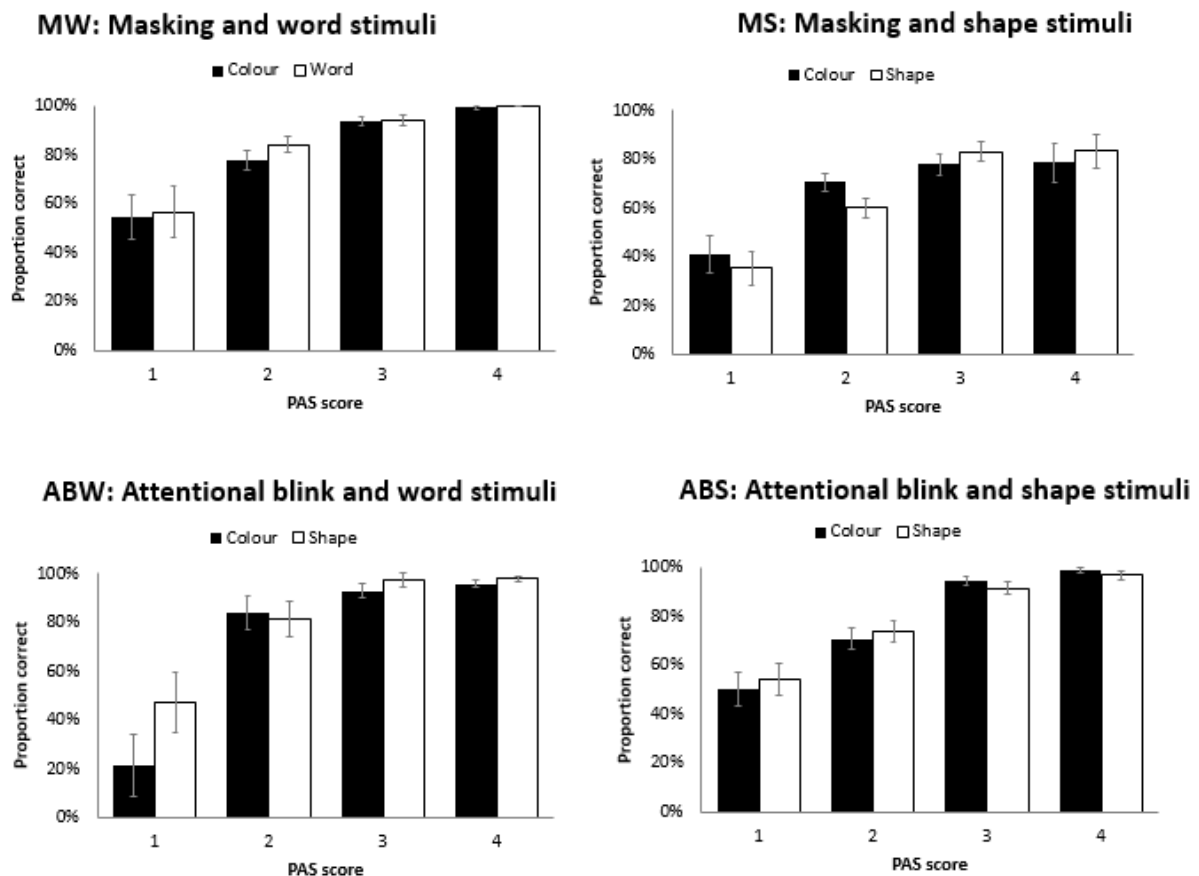 MW: Masking and word stimuli
Colour Word
100%
80%
60%
40%
20%
0%
Proportion correct
1 2 3 4
PAS score
MS: Masking and shape stimuli
Colour Shape
100%
80%
60%
40%
20%
0%
Proportion correct
1 2 3 4
PAS score
ABW: Attentional blink and word stimuli
Colour Shape
100%
80%
60%
40%
20%
0%
Proportion correct
1 2 3 4
PAS score
ABS: Attentional blink and shape stimuli
Colour Shape
100%
80%
60%
40%
20%
0%
Proportion correct
1 2 3 4
PAS score